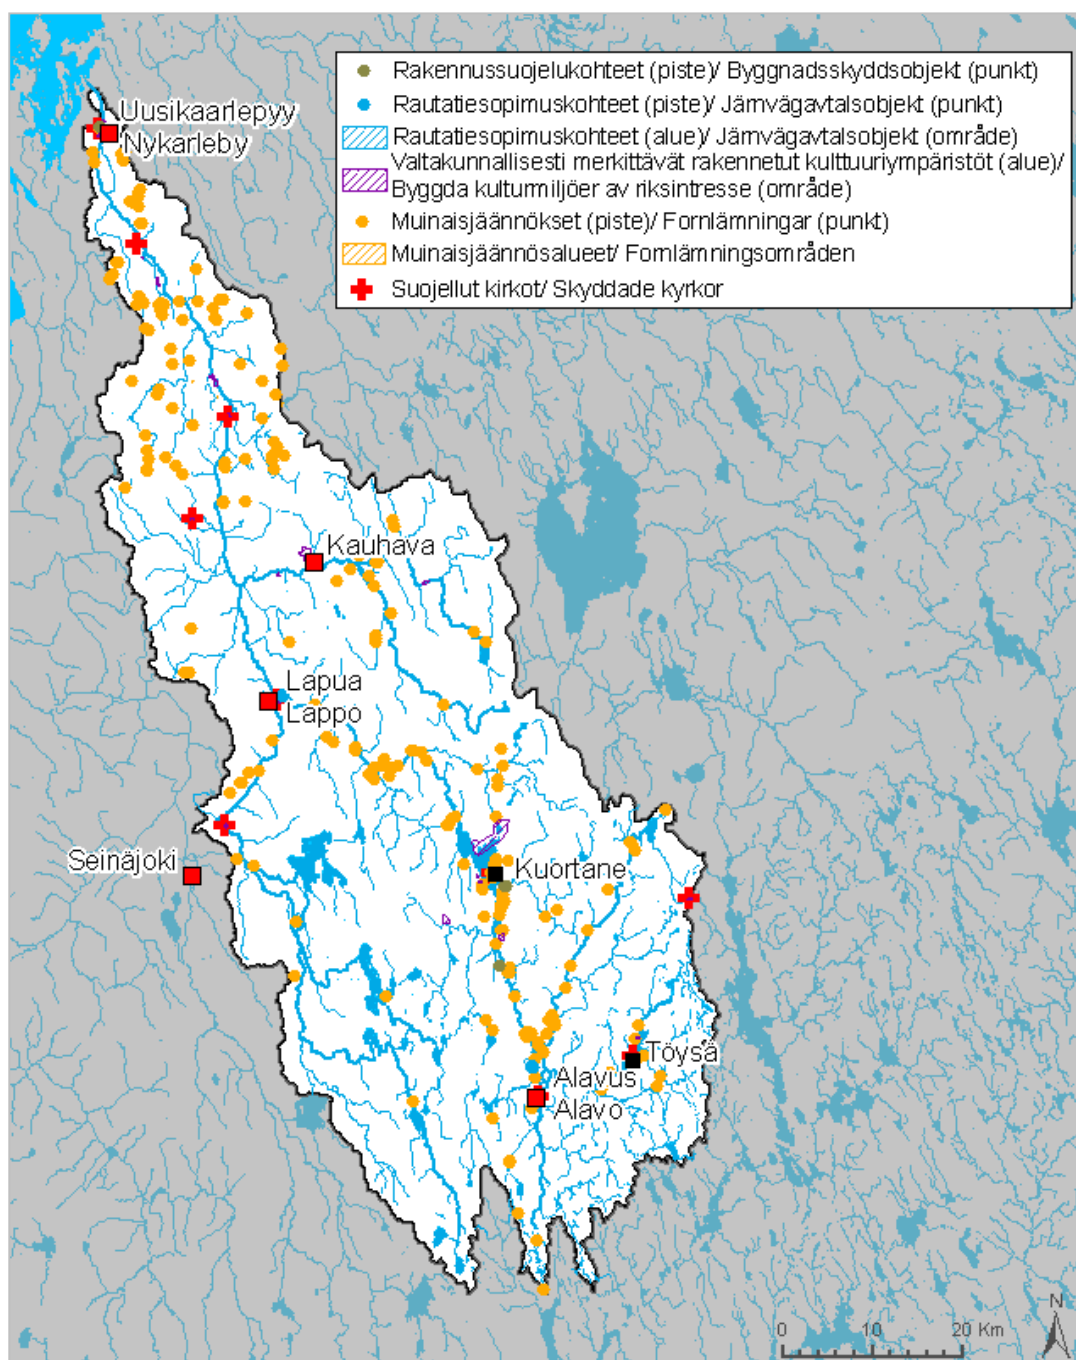 Rakennussuojelukohteet (piste)/ Byggnadsskyddsobjekt (punkt)
Rautatiesopimuskohteet (piste)/ Järnvägavtalsobjekt (punkt)
Rautatiesopimuskohteet (alue)/ Järnvägavtalsobjekt (område)
Valtakunnallisesti merkittävät rakennetut kulttuuriympäristöt (alue)/
Byggda kulturmiljöer av riksintresse (område)
Muinaisjäännökset (piste)/ Fornlämningar (punkt)
Muinaisjäännösalueet/ Fornlämningsområden
Suojellut kirkot/ Skyddade kyrkor
Uusikaarlepyy
Nykarleby
Kauhava
Lapua
Lappo
Seinäjoki
Kuortane
Töysä
Alavus
Alavo
N
0 10 20 Km